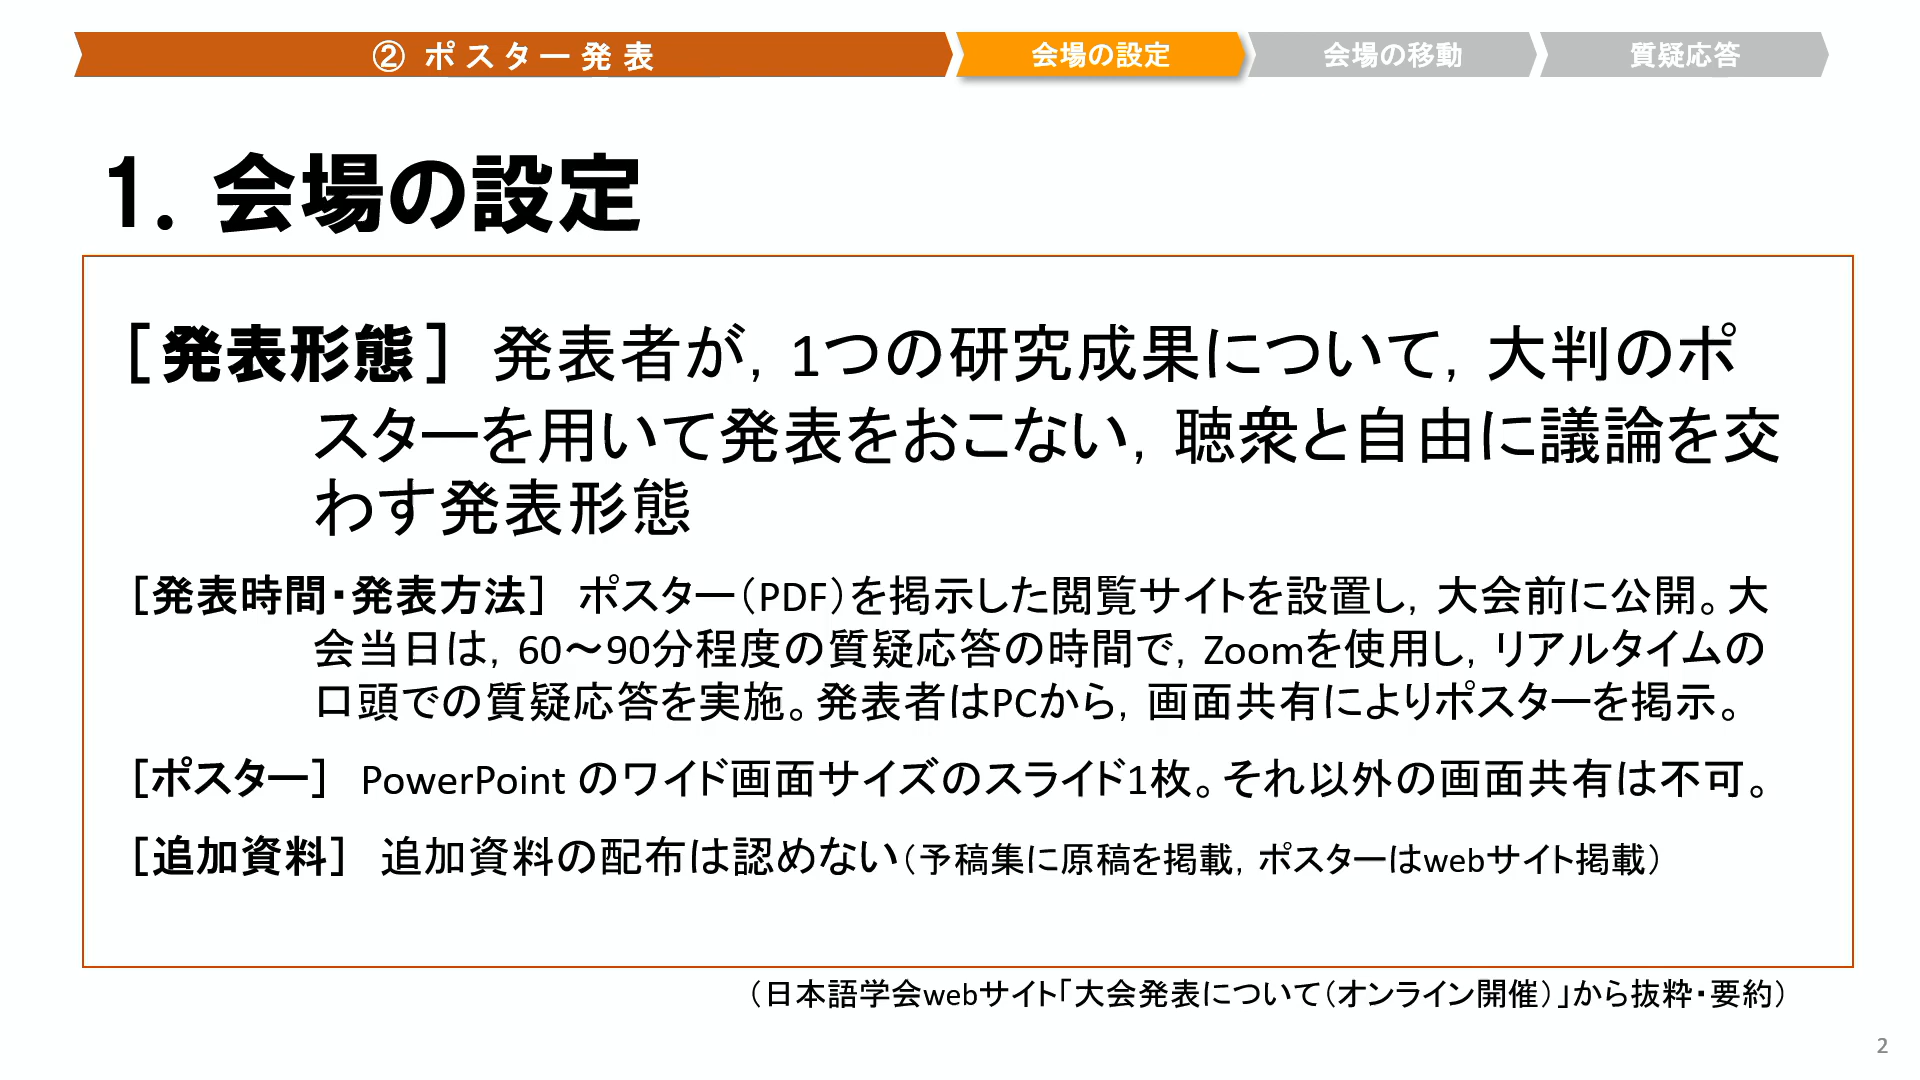 ② ポスター発表
会場の設定
会場の移動
質疑応答
1. 会場の設定
［発表形態］ 発表者が，1つの研究成果について，大判のポ
スターを用いて発表をおこない，聴衆と自由に議論を交
わす発表形態
［発表時間・発表方法］ ポスター（PDF）を掲示した閲覧サイトを設置し，大会前に公開。大
会当日は，60～90分程度の質疑応答の時間で，Zoomを使用し，リアルタイムの
口頭での質疑応答を実施。発表者はPCから，画面共有によりポスターを掲示。
［ポスター］ PowerPoint のワイド画面サイズのスライド1枚。それ以外の画面共有は不可。
［追加資料］ 追加資料の配布は認めない（予稿集に原稿を掲載，ポスターはwebサイト掲載）
（日本語学会webサイト「大会発表について（オンライン開催）」から抜粋・要約）
2